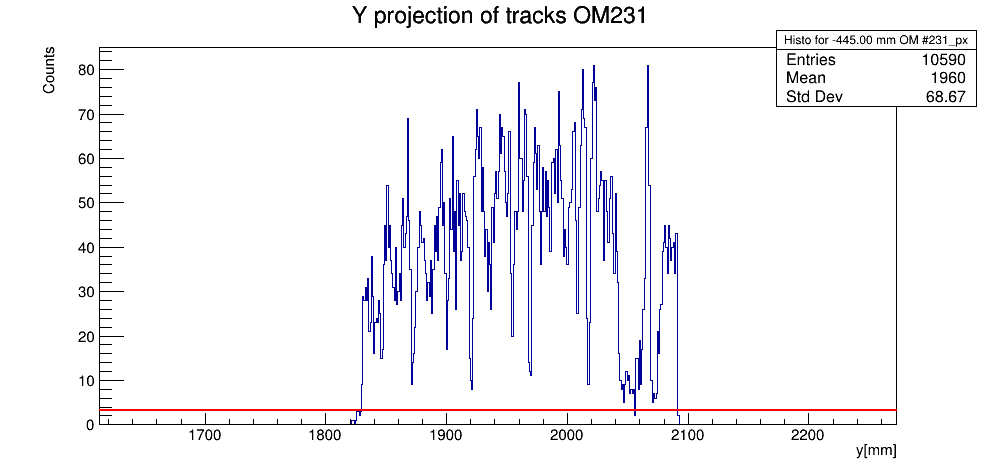 Y projection of tracks OM231
Histo for -445.00 mm OM #231_px
Entries 10590
Mean 1960
Std Dev 68.67
Counts
80
70
60
50
40
30
20
10
0
1700 1800 1900 2000 2100 2200
y[mm]